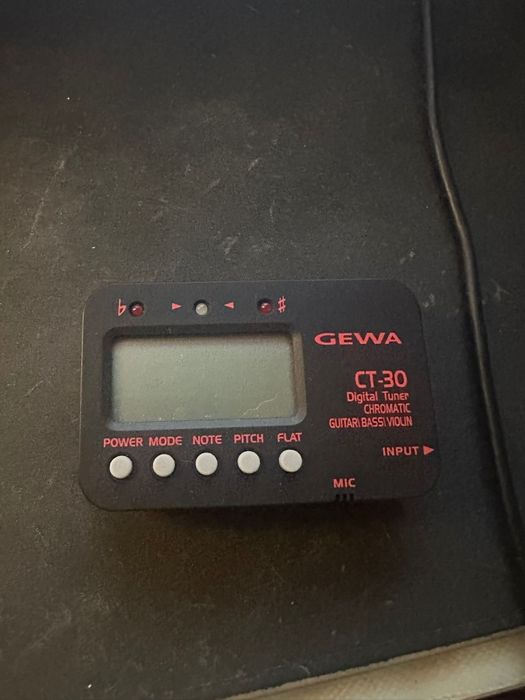 ♭ ► ◄ ♯
GEWA
CT-30
Digital Tuner
CHROMATIC
GUITAR\BASS\VIOLIN
POWER MODE NOTE PITCH FLAT
INPUT ►
MIC